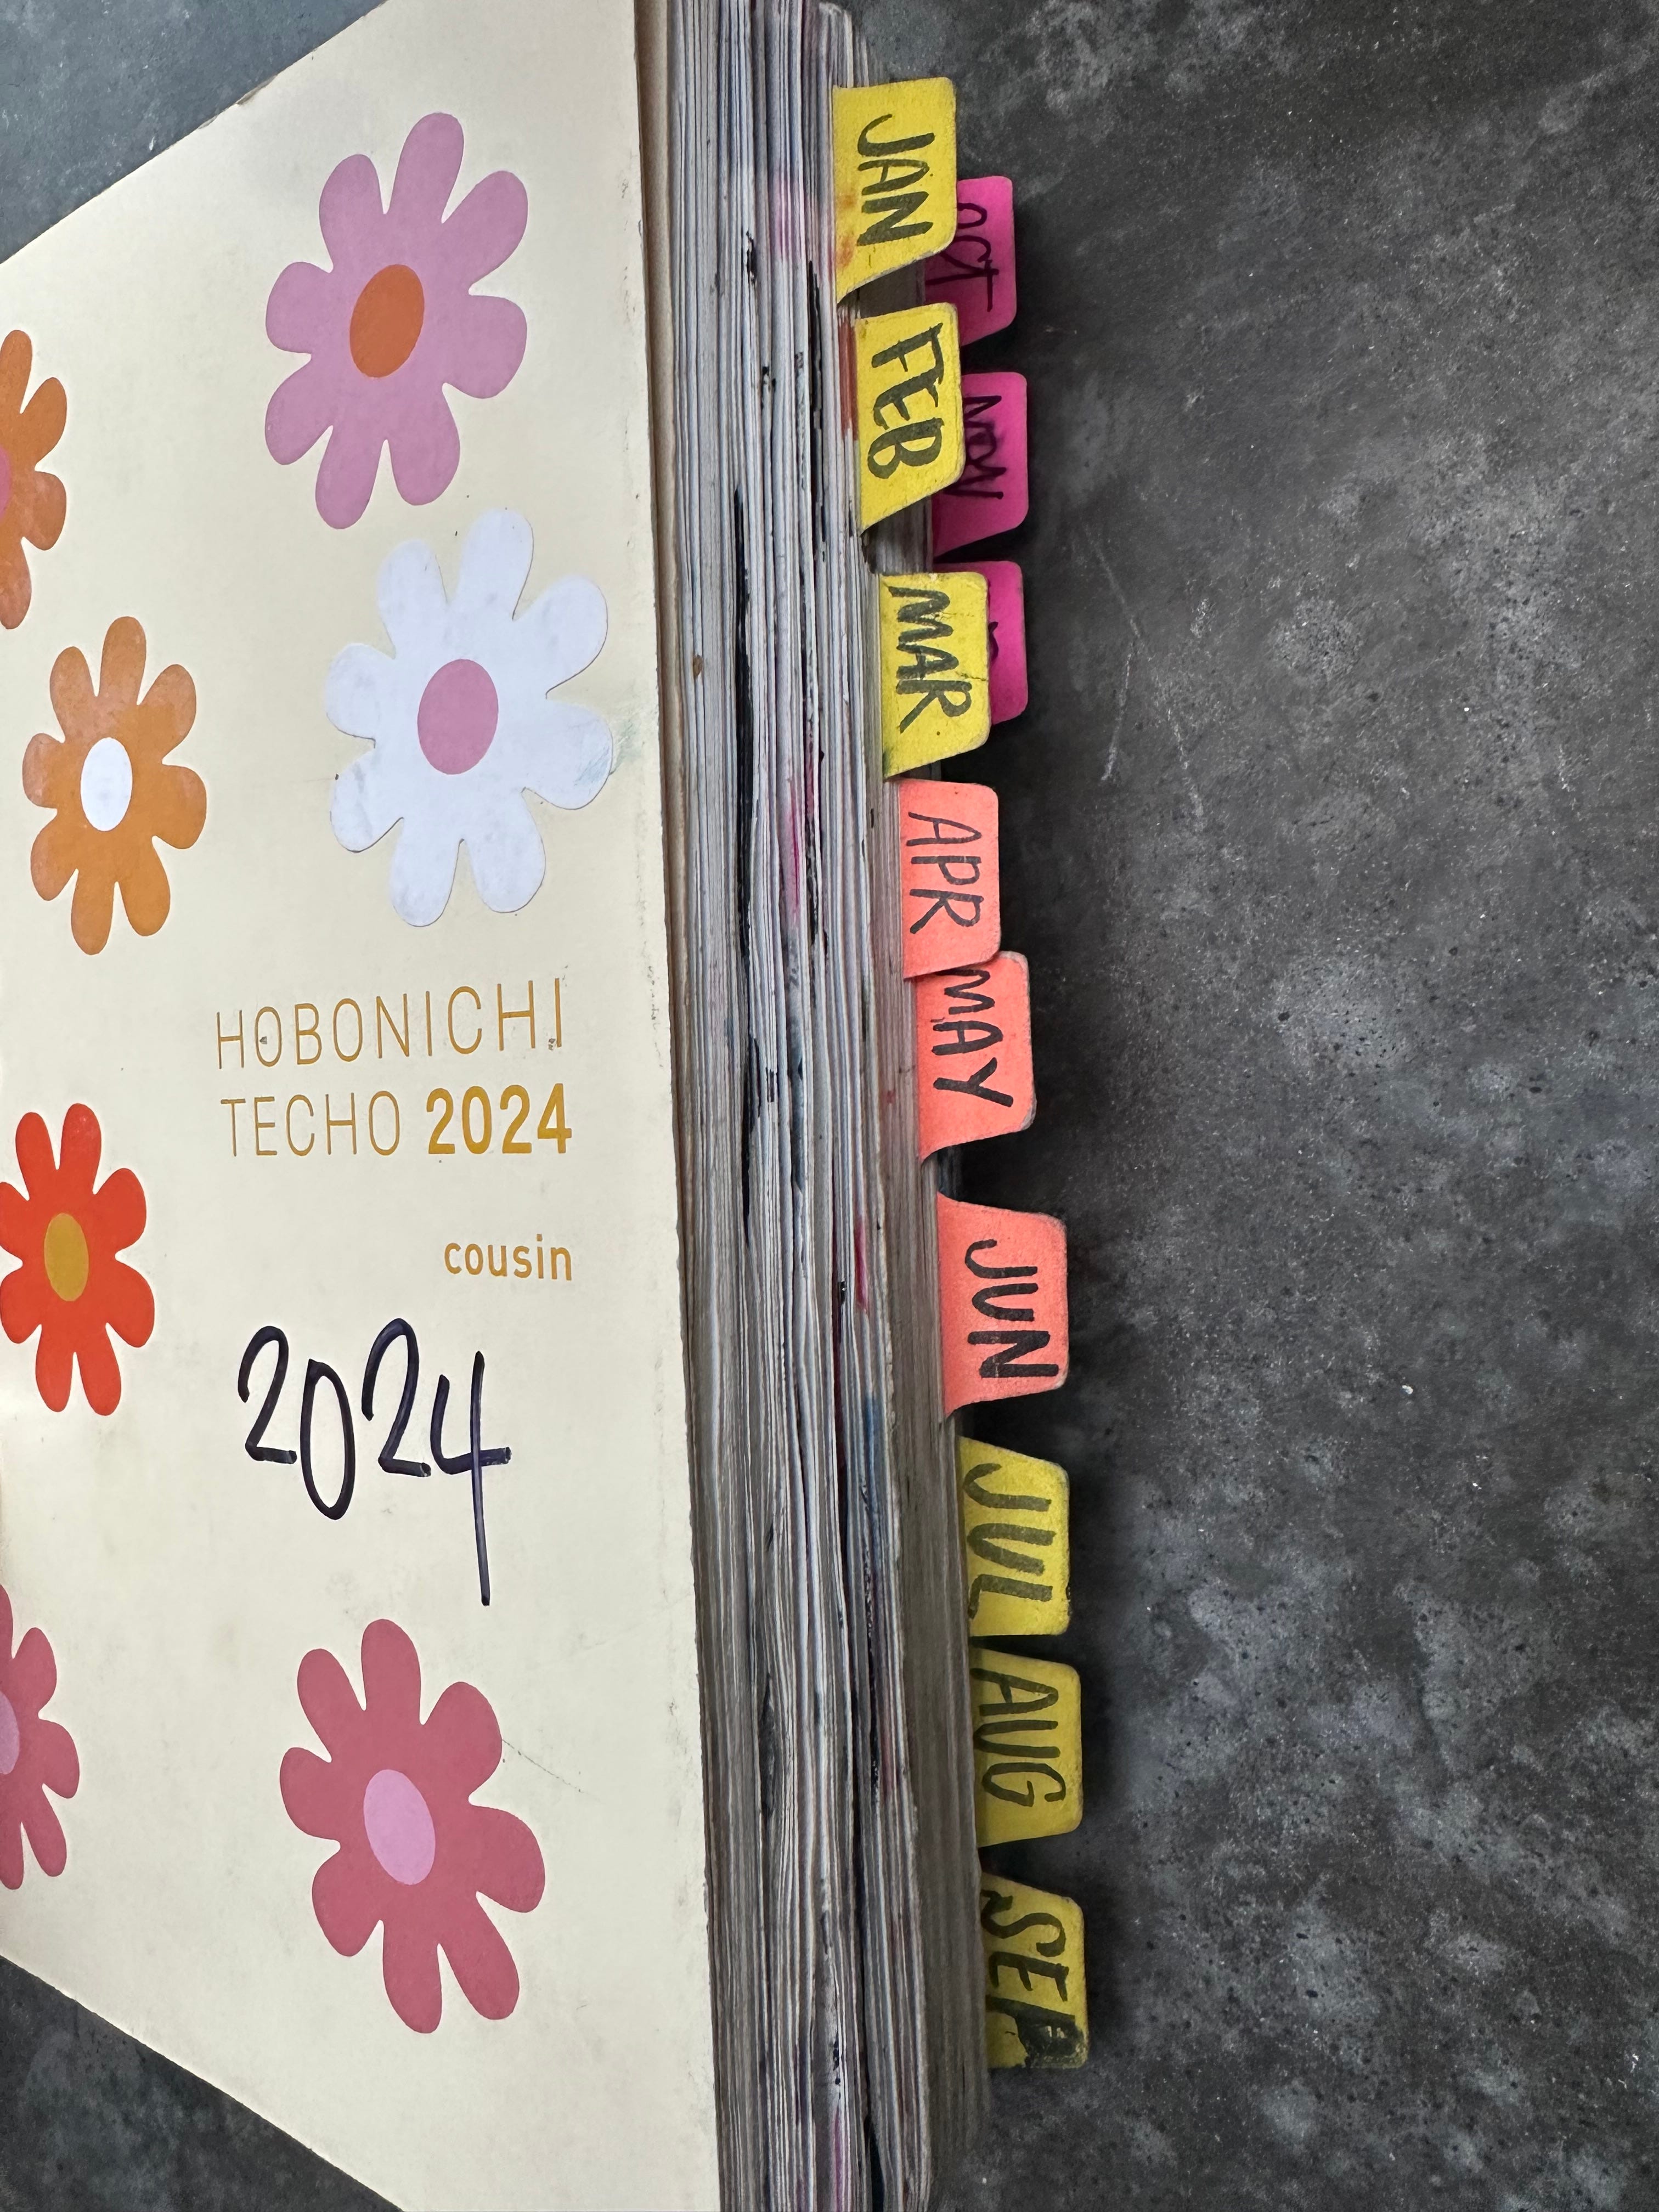 HOBONICHI
TECHO 2024
cousin
2024
JAN
FEB
MAR
APR
MAY
JUN
JUL
AUG
SEP
OCT
NOV